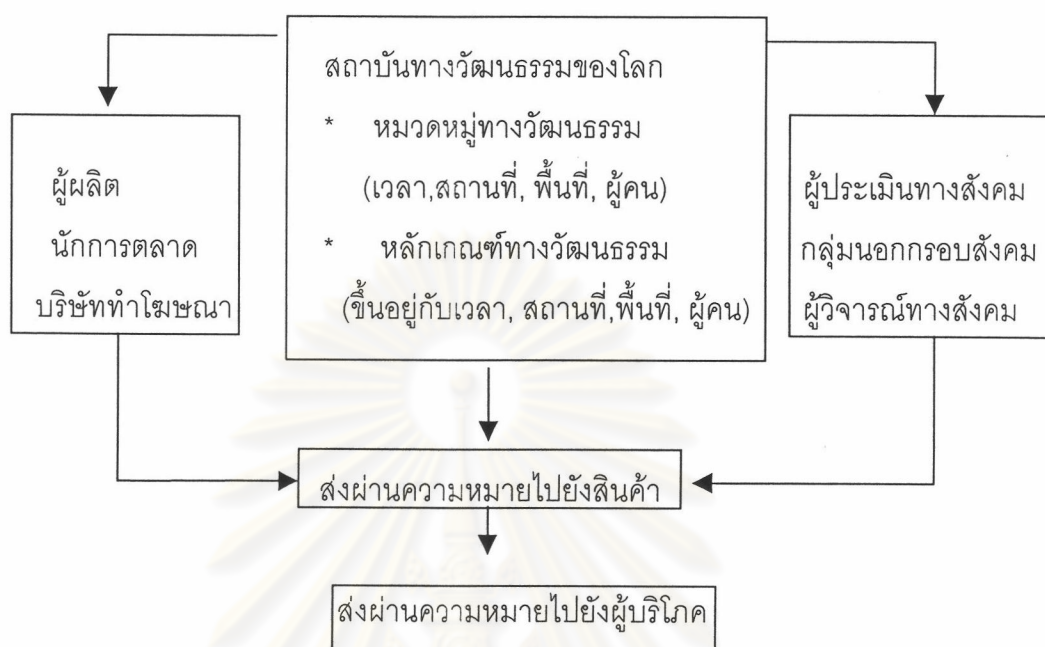 สถาบันทางวัฒนธรรมของโลก
* หมวดหมู่ทางวัฒนธรรม
(เวลา,สถานที่, พื้นที่, ผู้คน)
* หลักเกณฑ์ทางวัฒนธรรม
(ขึ้นอยู่กับเวลา, สถานที่,พื้นที่, ผู้คน)
ผู้ผลิต
นักการตลาด
บริษัททำโฆษณา
ผู้ประเมินทางสังคม
กลุ่มนอกกรอบสังคม
ผู้วิจารณ์ทางสังคม
ส่งผ่านความหมายไปยังสินค้า
ส่งผ่านความหมายไปยังผู้บริโภค